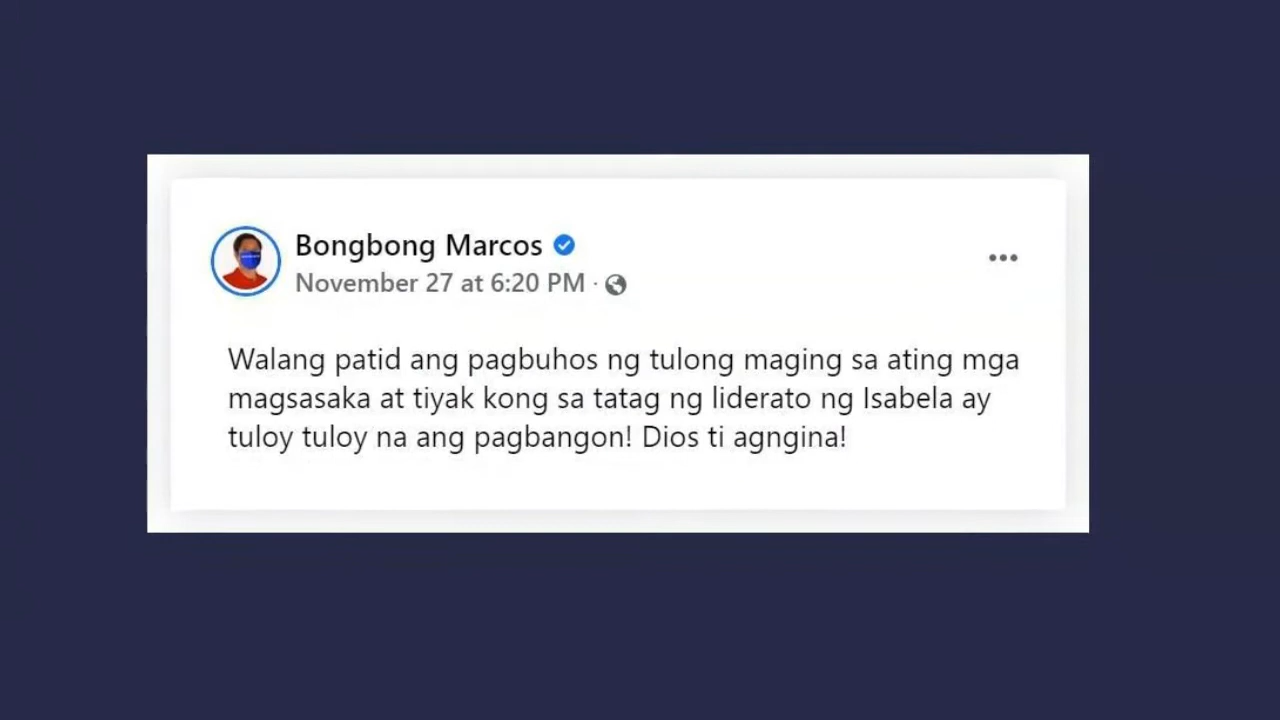 Bongbong Marcos
November 27 at 6:20 PM ·
Walang patid ang pagbuhos ng tulong maging sa ating mga
magsasaka at tiyak kong sa tatag ng liderato ng Isabela ay
tuloy tuloy na ang pagbangon! Dios ti agngina!